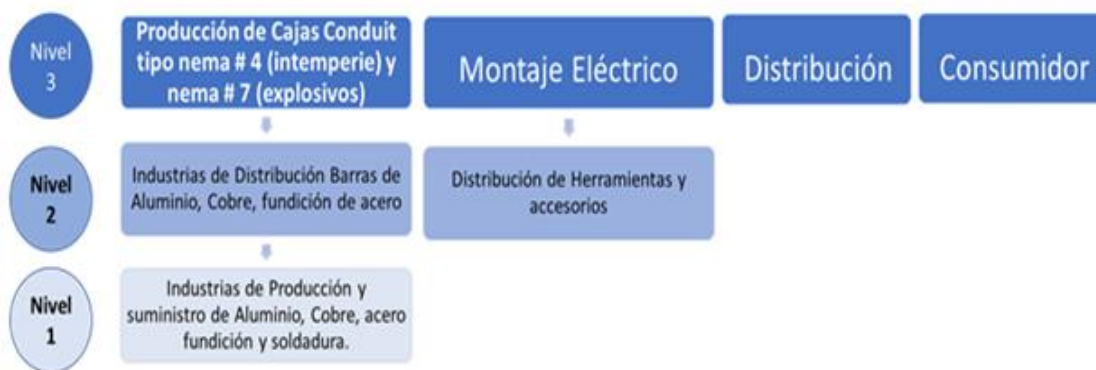 Nivel
3
Producción de Cajas Conduit
tipo nema # 4 (intemperie) y
nema # 7 (explosivos)
Montaje Eléctrico
Distribución
Consumidor
Nivel
2
Industrias de Distribución Barras de
Aluminio, Cobre, fundición de acero
Distribución de Herramientas y
accesorios
Nivel
1
Industrias de Producción y
suministro de Aluminio, Cobre, acero
fundición y soldadura.